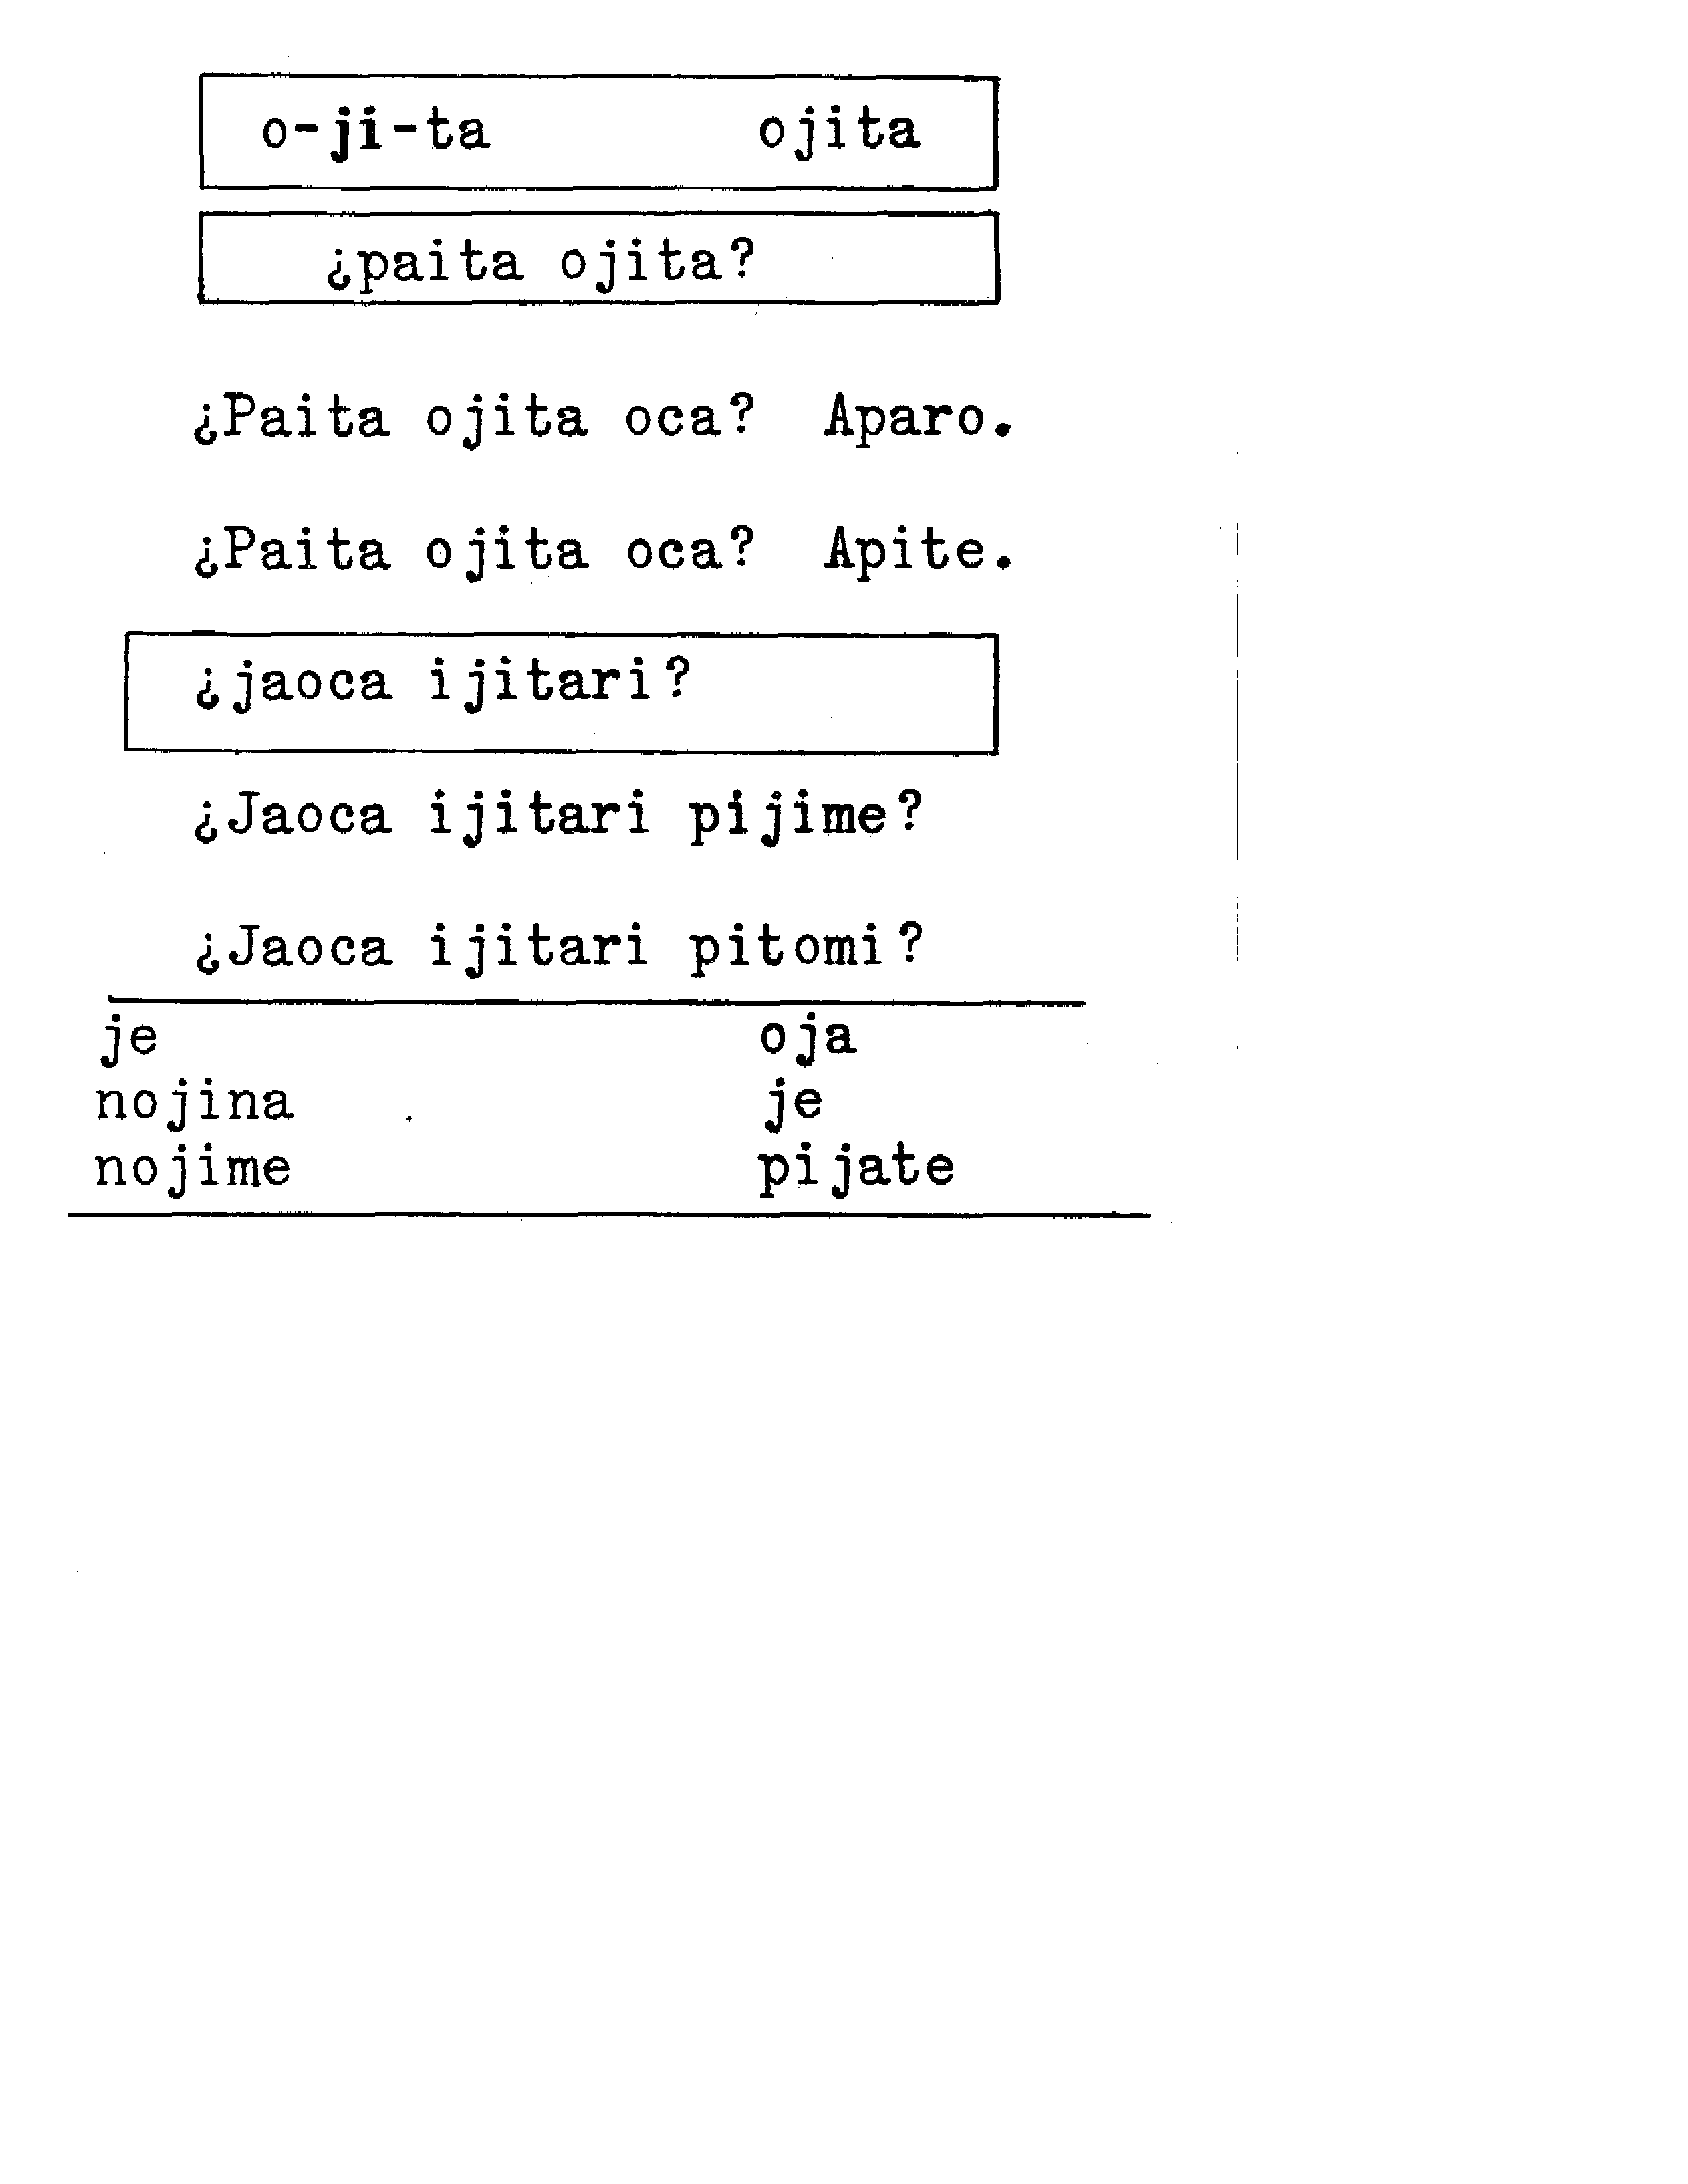 o-ji-ta ojita
¿paita ojita?
¿Paita ojita oca? Aparo.
¿Paita ojita oca? Apite.
¿jaoca ijitari?
¿Jaoca ijitari pijime?
¿Jaoca ijitari pitomi?
je oja
nojina je
nojime pijate